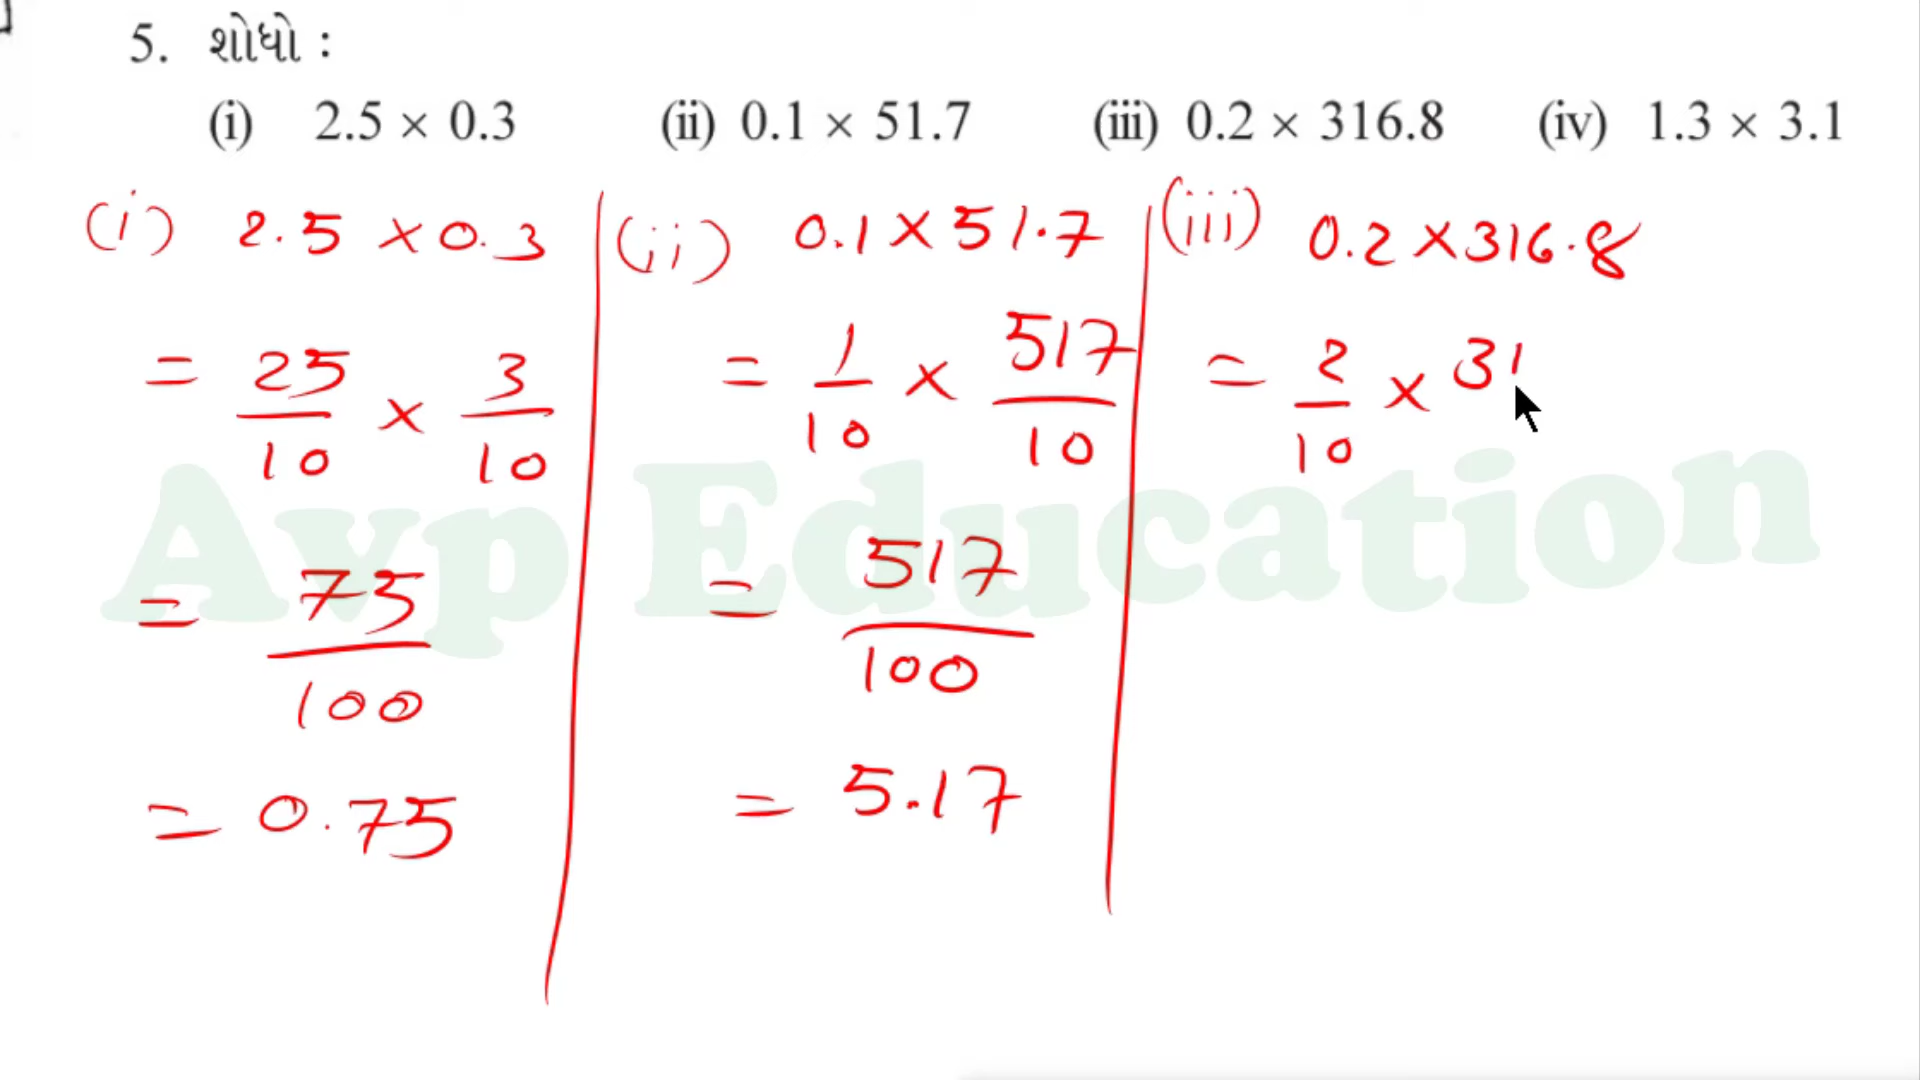 5. શોધો :
(i) 2.5 × 0.3 (ii) 0.1 × 51.7 (iii) 0.2 × 316.8 (iv) 1.3 × 3.1
(i) 2.5 × 0.3
= 25/10 × 3/10
= 75/100
= 0.75
(ii) 0.1 × 51.7
= 1/10 × 517/10
= 517/100
= 5.17
(iii) 0.2 × 316.8
= 2/10 × 31
Avp Education